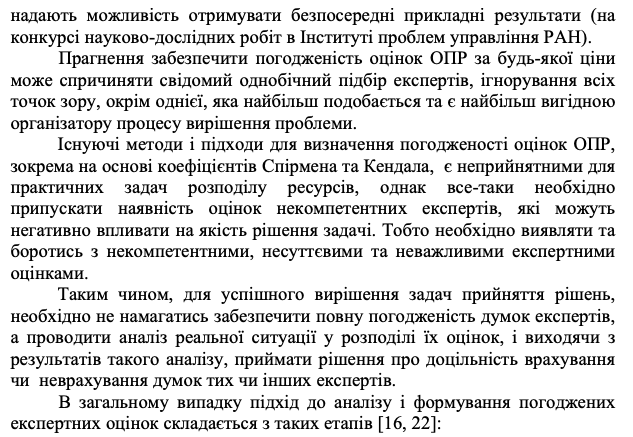 надають можливість отримувати безпосередні прикладні результати (на
конкурсі науково-дослідних робіт в Інституті проблем управління РАН).
Прагнення забезпечити погодженість оцінок ОПР за будь-якої ціни
може спричиняти свідомий однобічний підбір експертів, ігнорування всіх
точок зору, окрім однієї, яка найбільш подобається та є найбільш вигідною
організатору процесу вирішення проблеми.
Існуючі методи і підходи для визначення погодженості оцінок ОПР,
зокрема на основі коефіцієнтів Спірмена та Кендала,  є неприйнятними для
практичних задач розподілу ресурсів, однак все-таки необхідно
припускати наявність оцінок некомпетентних експертів, які можуть
негативно впливати на якість рішення задачі. Тобто необхідно виявляти та
боротись з некомпетентними, несуттєвими та неважливими експертними
оцінками.
Таким чином, для успішного вирішення задач прийняття рішень,
необхідно не намагатись забезпечити повну погодженість думок експертів,
а проводити аналіз реальної ситуації у розподілі їх оцінок, і виходячи з
результатів такого аналізу, приймати рішення про доцільність врахування
чи  неврахування думок тих чи інших експертів.
В загальному випадку підхід до аналізу і формування погоджених
експертних оцінок складається з таких етапів [16, 22]: